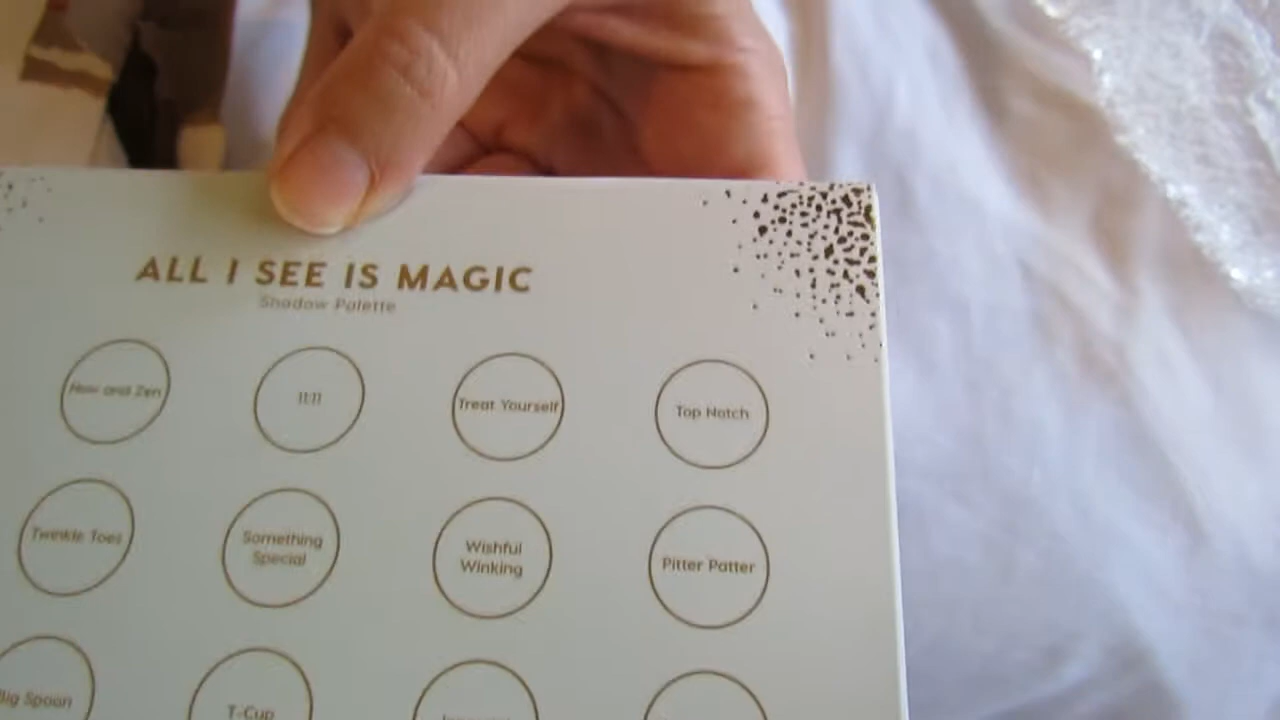 ALL I SEE IS MAGIC
Shadow Palette
Now and Zen
11:11
Treat Yourself
Top Notch
Twinkle Toes
Something
Special
Wishful
Winking
Pitter Patter
Big Spoon
T-Cup